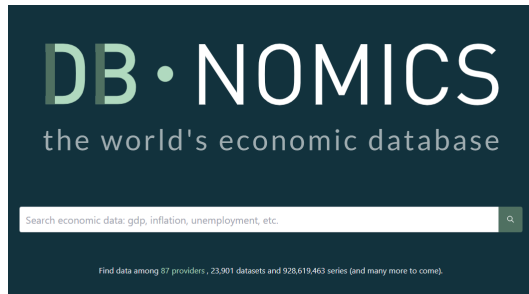 DB · NOMICS
the world's economic database
Search economic data: gdp, inflation, unemployment, etc.
Find data among 87 providers , 23,901 datasets and 928,619,463 series (and many more to come).